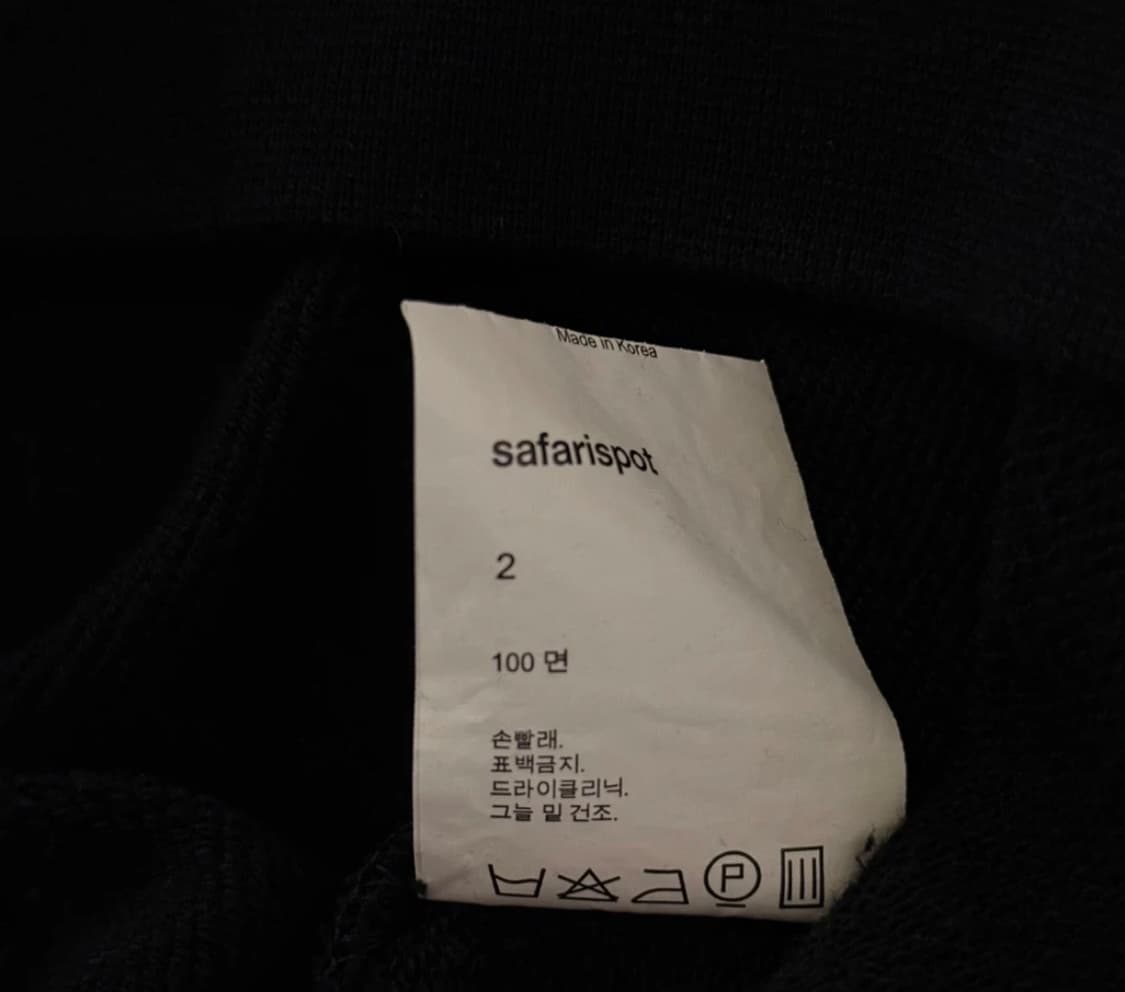 Made in Korea
safarispot
2
100 면
손빨래.
표백금지.
드라이클리닉.
그늘 밑 건조.
P